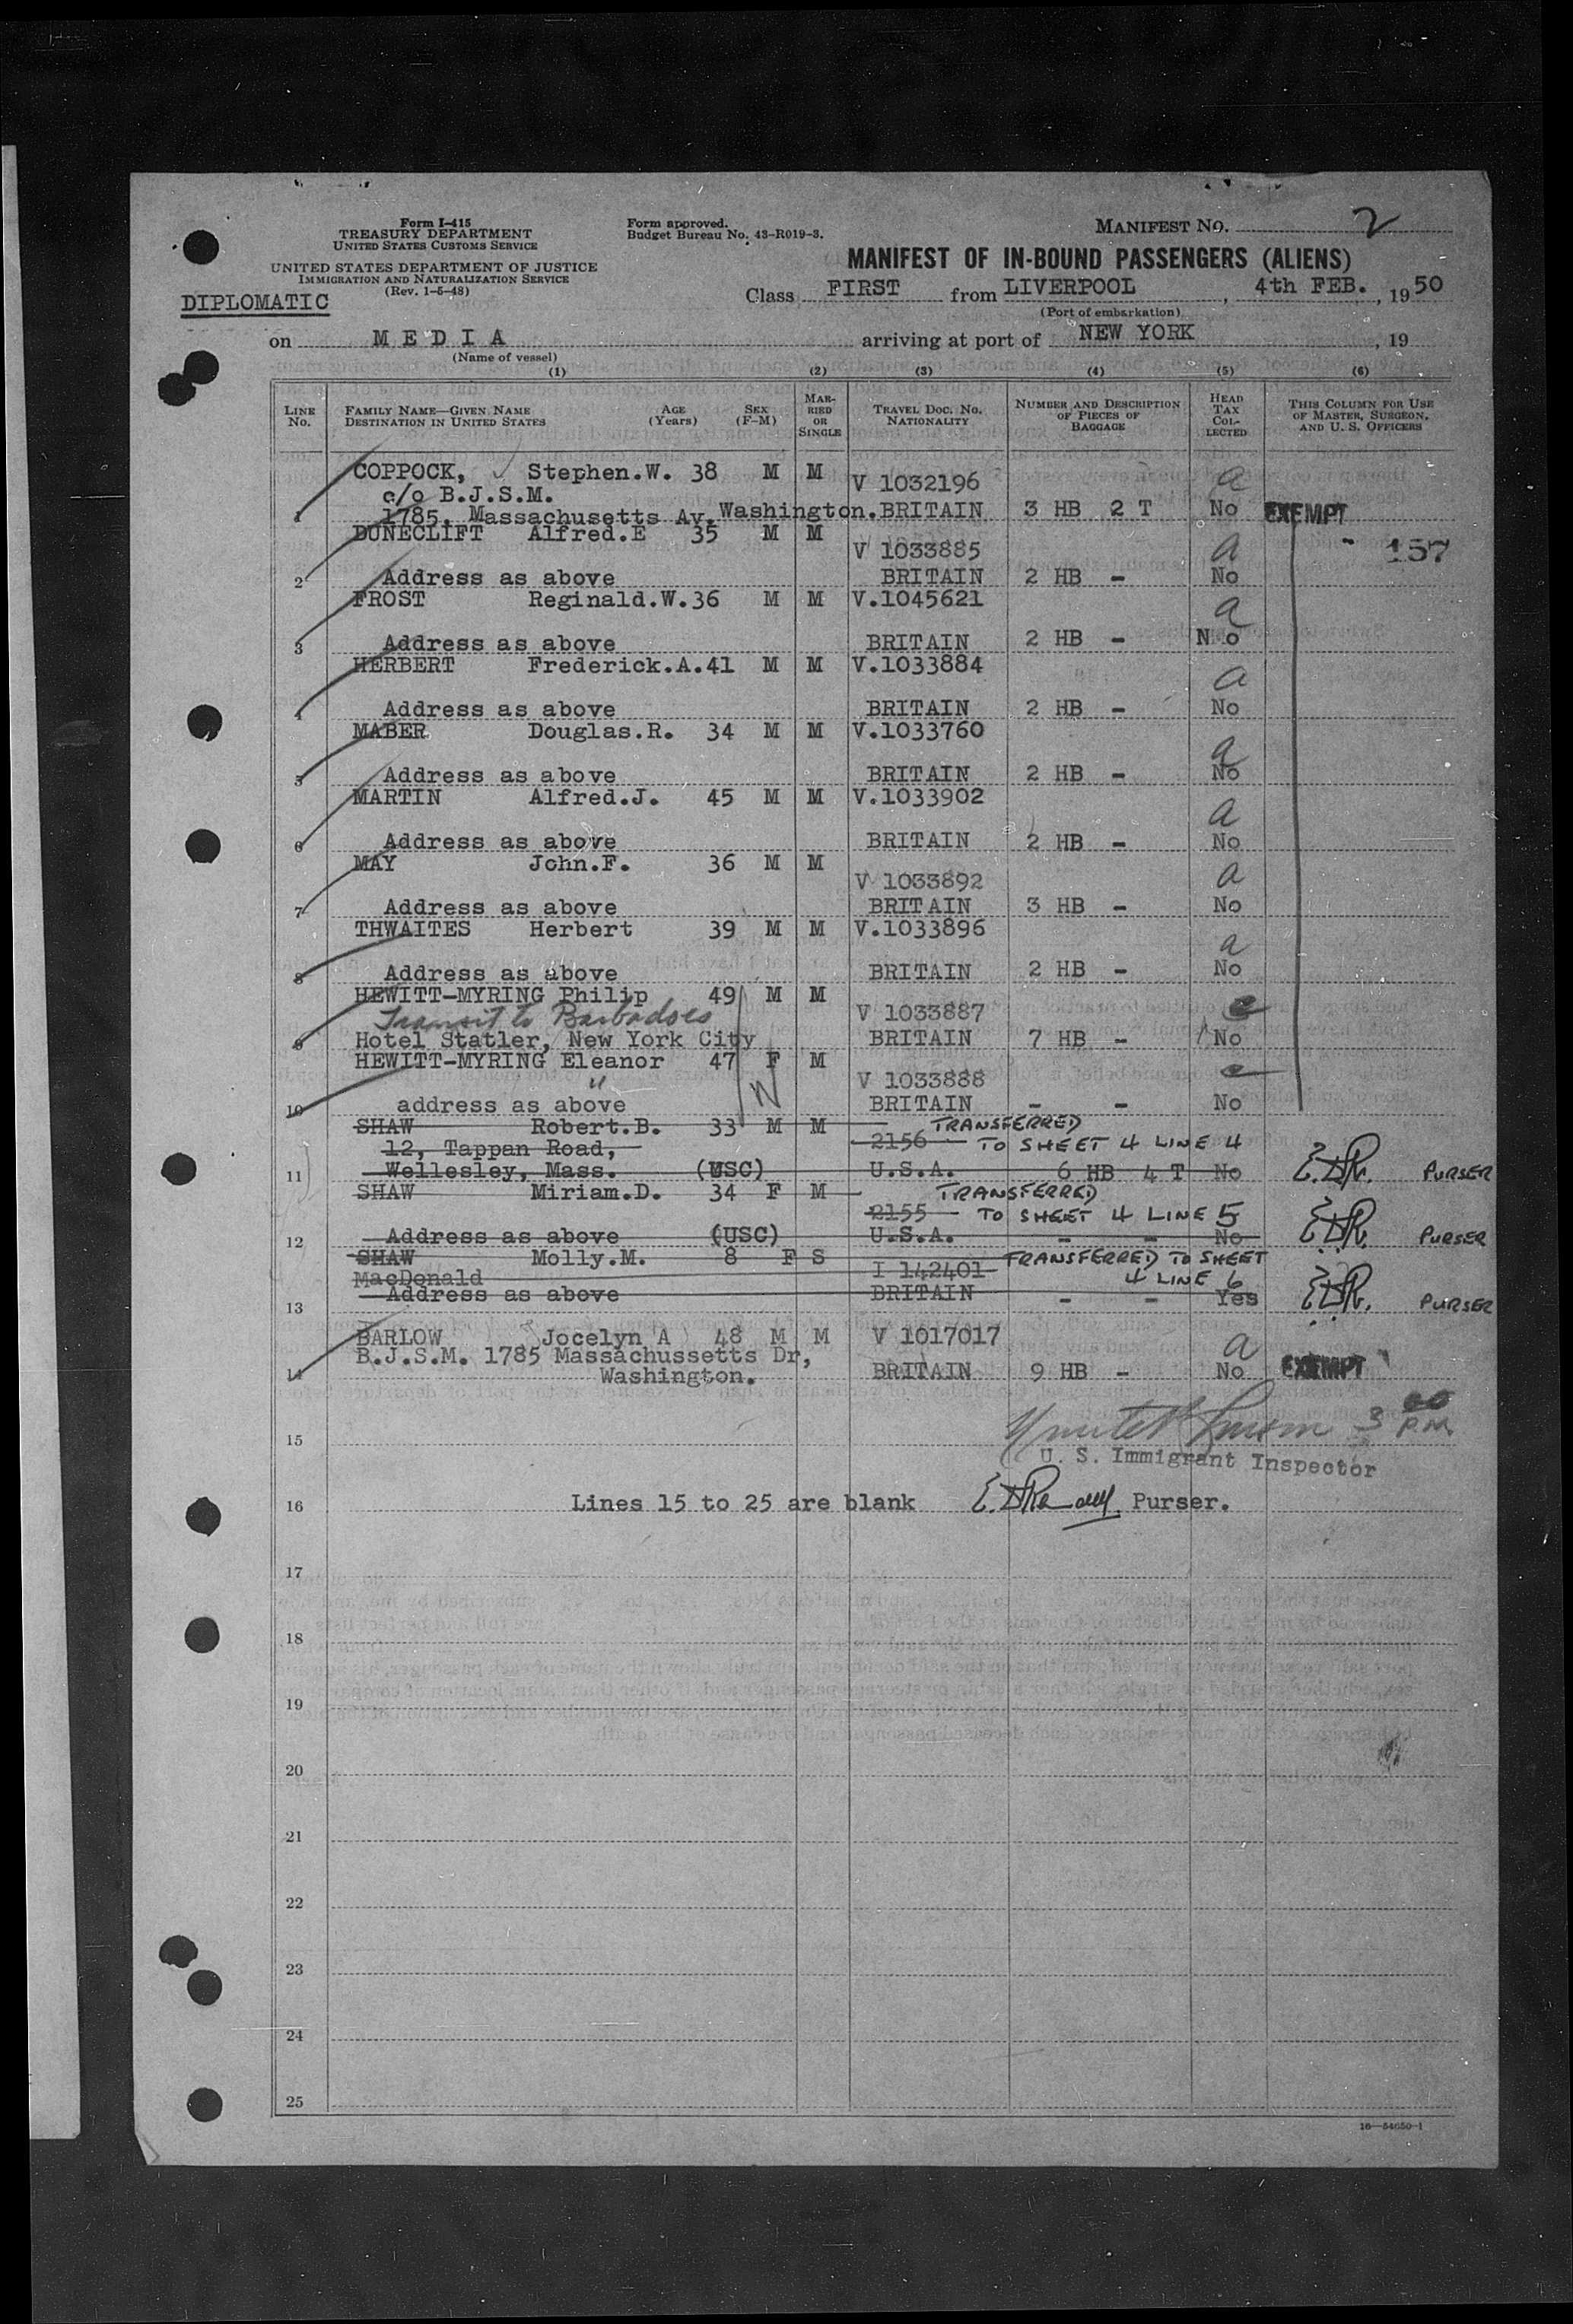 Form I-415
TREASURY DEPARTMENT
UNITED STATES CUSTOMS SERVICE
UNITED STATES DEPARTMENT OF JUSTICE
IMMIGRATION AND NATURALIZATION SERVICE
(Rev. 1-5-48)
DIPLOMATIC
Form approved.
Budget Bureau No. 43-R019-3.
MANIFEST NO. 2
MANIFEST OF IN-BOUND PASSENGERS (ALIENS)
Class FIRST from LIVERPOOL, 4th FEB., 1950
(Port of embarkation)
on MEDIA arriving at port of NEW YORK, 19
(Name of vessel)
(1) (2) (3) (4) (5) (6)
LINE No. FAMILY NAME—GIVEN NAME DESTINATION IN UNITED STATES AGE (Years) SEX (F-M) MARRIED OR SINGLE TRAVEL DOC. NO. NATIONALITY NUMBER AND DESCRIPTION OF PIECES OF BAGGAGE HEAD TAX COLLECTED THIS COLUMN FOR USE OF MASTER, SURGEON, AND U. S. OFFICERS
COPPOCK, Stephen.W. 38 M M V 1032196 a
c/o B.J.S.M.
1 1785, Massachusetts Av. Washington. BRITAIN 3 HB 2 T No EXEMPT
DUNECLIFT Alfred.E 35 M M V 1033885 a 157
2 Address as above BRITAIN 2 HB - No
FROST Reginald.W. 36 M M V.1045621 a
3 Address as above BRITAIN 2 HB - No
HERBERT Frederick.A. 41 M M V.1033884 a
4 Address as above BRITAIN 2 HB - No
MABER Douglas.R. 34 M M V.1033760 a
5 Address as above BRITAIN 2 HB - No
MARTIN Alfred.J. 45 M M V.1033902 a
6 Address as above BRITAIN 2 HB - No
MAY John.F. 36 M M V 1033892 a
7 Address as above BRITAIN 3 HB - No
THWAITES Herbert 39 M M V.1033896 a
8 Address as above BRITAIN 2 HB - No
HEWITT-MYRING Philip 49 M M V 1033887
Transit to Barbadoes
9 Hotel Statler, New York City BRITAIN 7 HB - No
HEWITT-MYRING Eleanor 47 F M V 1033888
"
10 address as above BRITAIN - - No
SHAW Robert.B. 33 M M TRANSFERRED
12, Tappan Road, 2156 TO SHEET 4 LINE 4
11 Wellesley, Mass. (USC) U.S.A. 6 HB 4 T No E.DR. PURSER
SHAW Miriam.D. 34 F M TRANSFERRED
2155 TO SHEET 4 LINE 5
12 Address as above (USC) U.S.A. - - No EDR. PURSER
SHAW Molly.M. 8 F S I 142401 TRANSFERRED TO SHEET
MacDonald 4 LINE 6
13 Address as above BRITAIN - - Yes EDR. PURSER
BARLOW Jocelyn A 48 M M V 1017017 a
B.J.S.M. 1785 Massachussetts Dr,
14 Washington. BRITAIN 9 HB - No EXEMPT
3 00 P.M.
15 U. S. Immigrant Inspector
16 Lines 15 to 25 are blank Purser.
17
18
19
20
21
22
23
24
25
16—54650-1